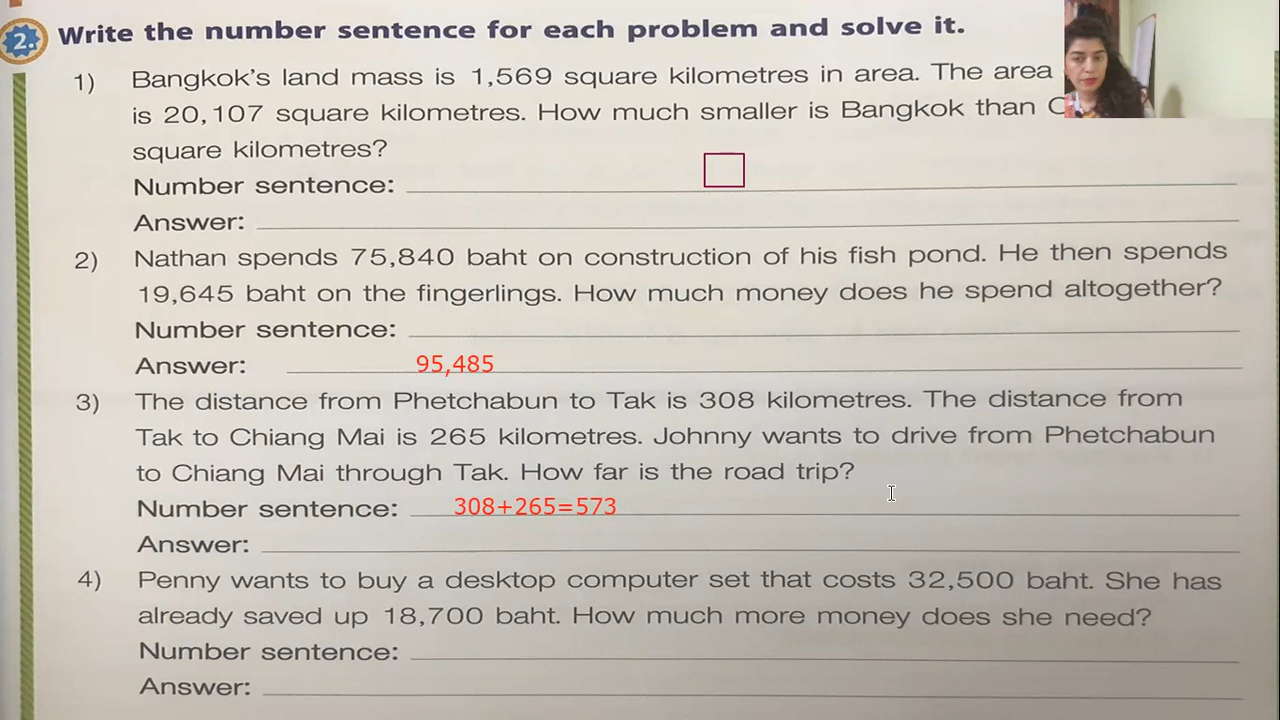 2. Write the number sentence for each problem and solve it.
1) Bangkok's land mass is 1,569 square kilometres in area. The area
is 20,107 square kilometres. How much smaller is Bangkok than
square kilometres?
Number sentence:
Answer:
2) Nathan spends 75,840 baht on construction of his fish pond. He then spends
19,645 baht on the fingerlings. How much money does he spend altogether?
Number sentence:
Answer: 95,485
3) The distance from Phetchabun to Tak is 308 kilometres. The distance from
Tak to Chiang Mai is 265 kilometres. Johnny wants to drive from Phetchabun
to Chiang Mai through Tak. How far is the road trip?
Number sentence: 308+265=573
Answer:
4) Penny wants to buy a desktop computer set that costs 32,500 baht. She has
already saved up 18,700 baht. How much more money does she need?
Number sentence:
Answer: